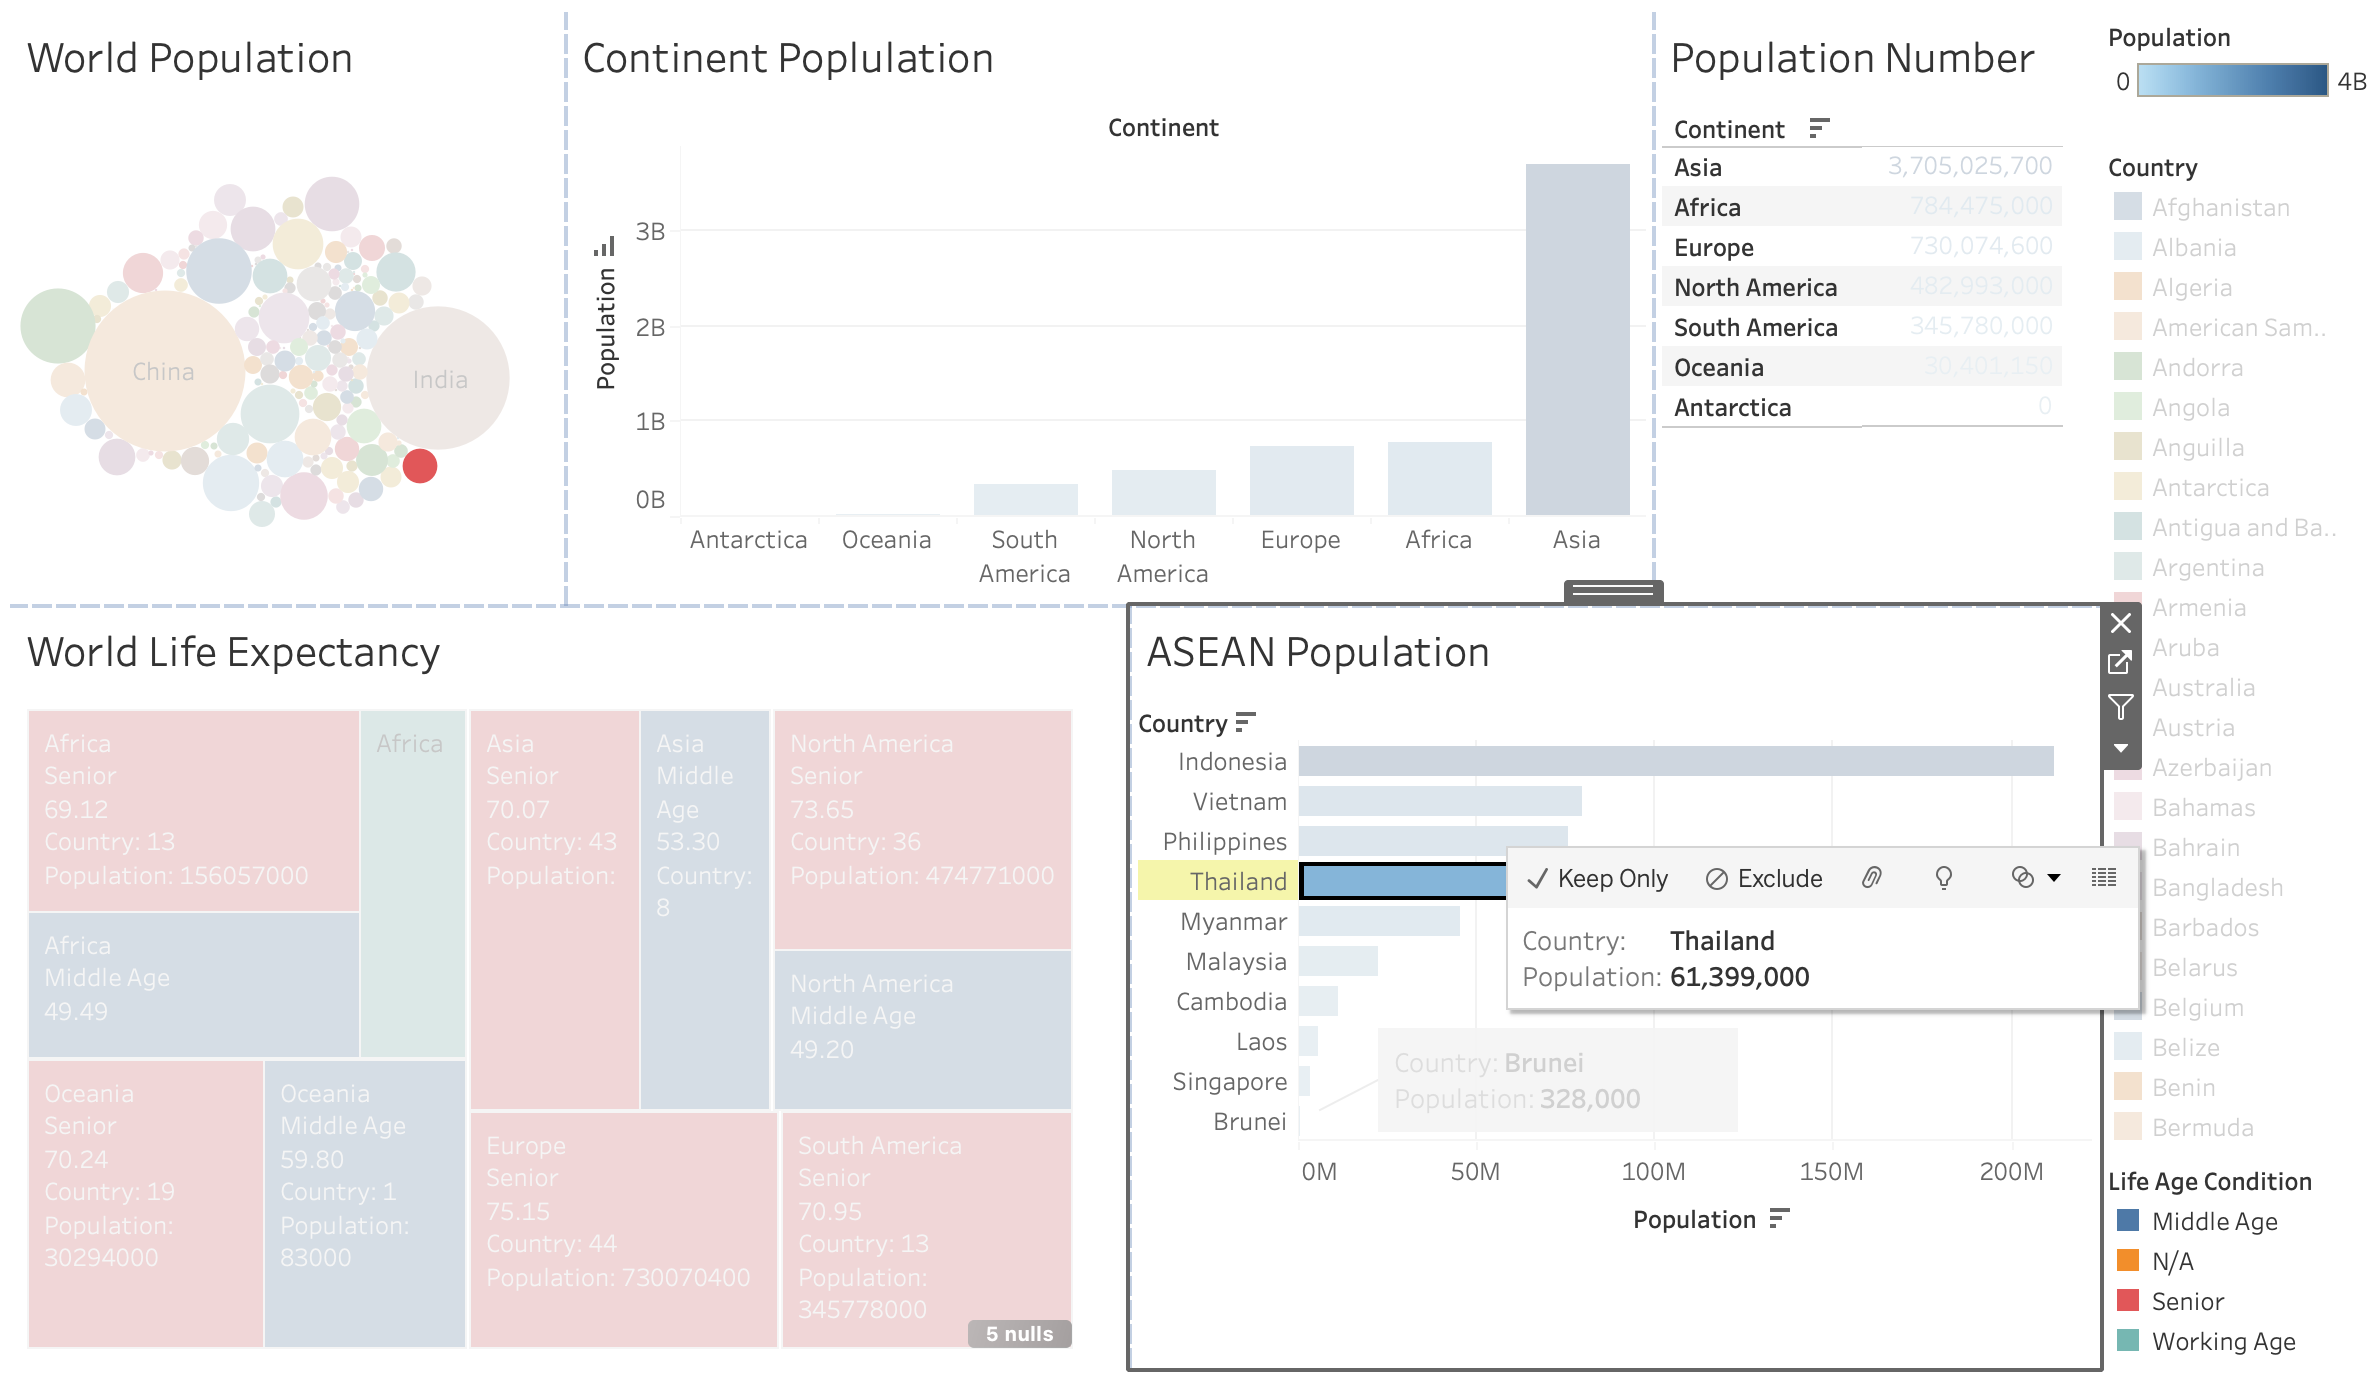 World Population
China
India
Continent Poplulation
Continent
Population
3B
2B
1B
0B
Antarctica
Oceania
South
America
North
America
Europe
Africa
Asia
Population Number
Continent
Asia 3,705,025,700
Africa 784,475,000
Europe 730,074,600
North America 482,993,000
South America 345,780,000
Oceania 30,401,150
Antarctica 0
Population
0 4B
Country
Afghanistan
Albania
Algeria
American Sam..
Andorra
Angola
Anguilla
Antarctica
Antigua and Ba..
Argentina
Armenia
Aruba
Australia
Austria
Azerbaijan
Bahamas
Bahrain
Bangladesh
Barbados
Belarus
Belgium
Belize
Benin
Bermuda
Life Age Condition
Middle Age
N/A
Senior
Working Age
World Life Expectancy
Africa
Senior
69.12
Country: 13
Population: 156057000
Africa
Africa
Middle Age
49.49
Asia
Senior
70.07
Country: 43
Population:
Asia
Middle
Age
53.30
Country:
8
North America
Senior
73.65
Country: 36
Population: 474771000
North America
Middle Age
49.20
Oceania
Senior
70.24
Country: 19
Population:
30294000
Oceania
Middle Age
59.80
Country: 1
Population:
83000
Europe
Senior
75.15
Country: 44
Population: 730070400
South America
Senior
70.95
Country: 13
Population:
345778000
5 nulls
ASEAN Population
Country
Indonesia
Vietnam
Philippines
Thailand
Myanmar
Malaysia
Cambodia
Laos
Singapore
Brunei
Keep Only Exclude
Country: Thailand
Population: 61,399,000
Country: Brunei
Population: 328,000
0M 50M 100M 150M 200M
Population